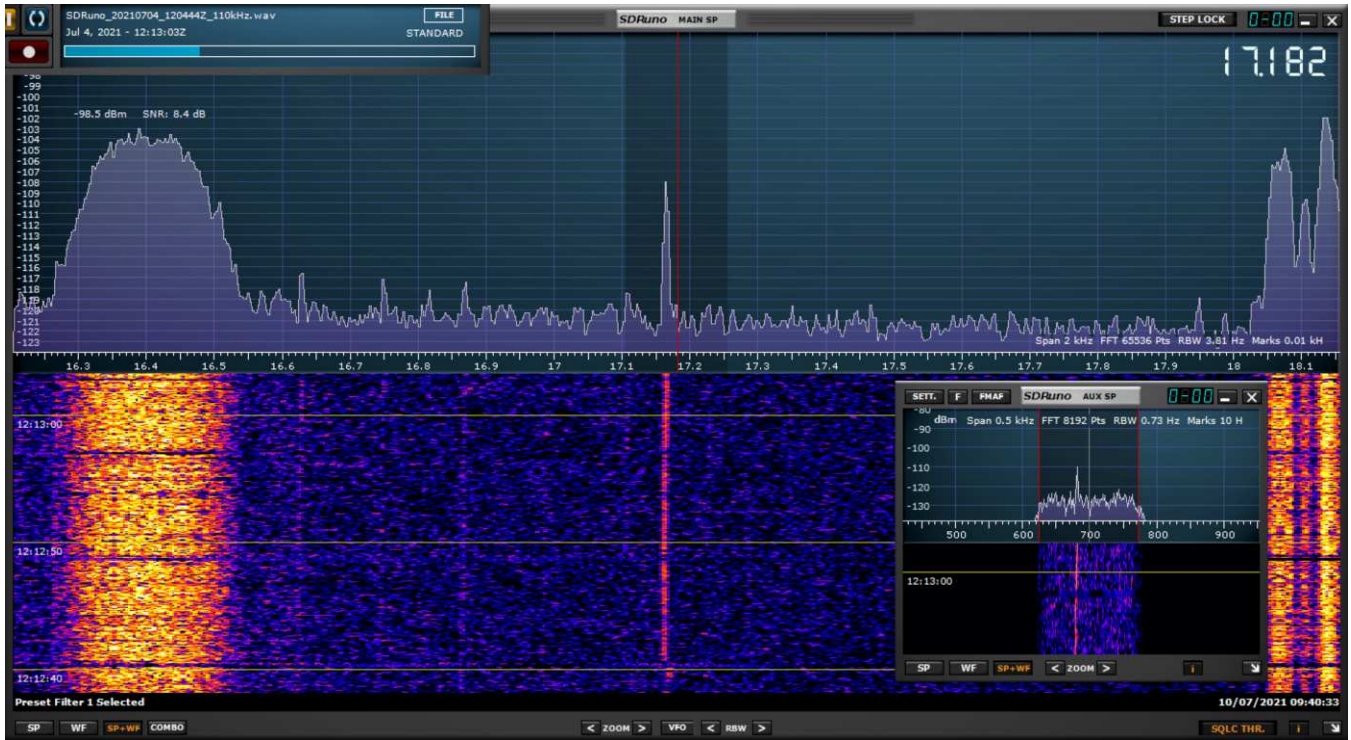 SDRuno_20210704_120444Z_110kHz.wav
FILE
Jul 4, 2021 - 12:13:03Z
STANDARD
SDRuno MAIN SP
STEP LOCK
0-00
17.182
-98
-99
-100
-101
-102
-103
-104
-105
-106
-107
-108
-109
-110
-111
-112
-113
-114
-115
-116
-117
-118
-119
-120
-121
-122
-123
-98.5 dBm SNR: 8.4 dB
Span 2 kHz FFT 65536 Pts RBW 3.81 Hz Marks 0.01 kH
16.3 16.4 16.5 16.6 16.7 16.8 16.9 17 17.1 17.2 17.3 17.4 17.5 17.6 17.7 17.8 17.9 18 18.1
12:13:00
12:12:50
12:12:40
SETT. F FMAF SDRuno AUX SP 0-00
-80
dBm Span 0.5 kHz FFT 8192 Pts RBW 0.73 Hz Marks 10 H
-90
-100
-110
-120
-130
500 600 700 800 900
12:13:00
SP WF SP+WF < ZOOM > i
Preset Filter 1 Selected
10/07/2021 09:40:33
SP WF SP+WF COMBO < ZOOM > VFO < RBW > SQLC THR. i